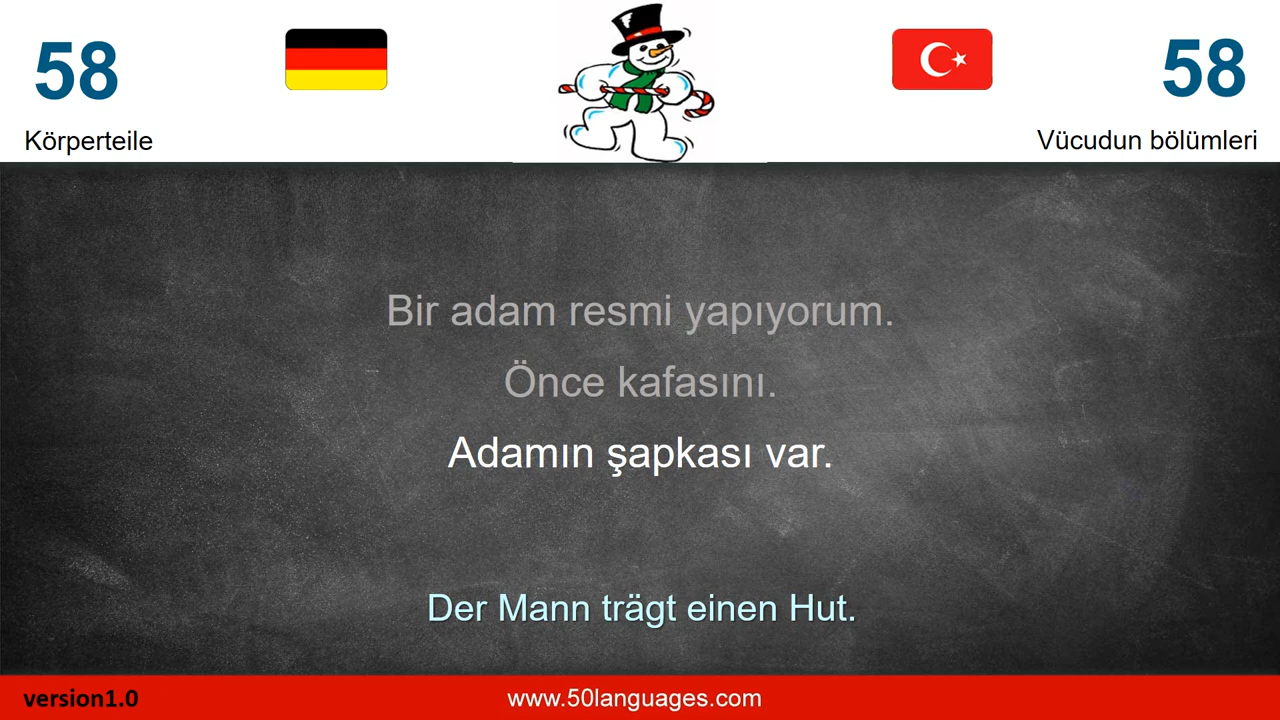 58
58
Körperteile
Vücudun bölümleri
Bir adam resmi yapıyorum.
Önce kafasını.
Adamın şapkası var.
Der Mann trägt einen Hut.
version1.0
www.50languages.com